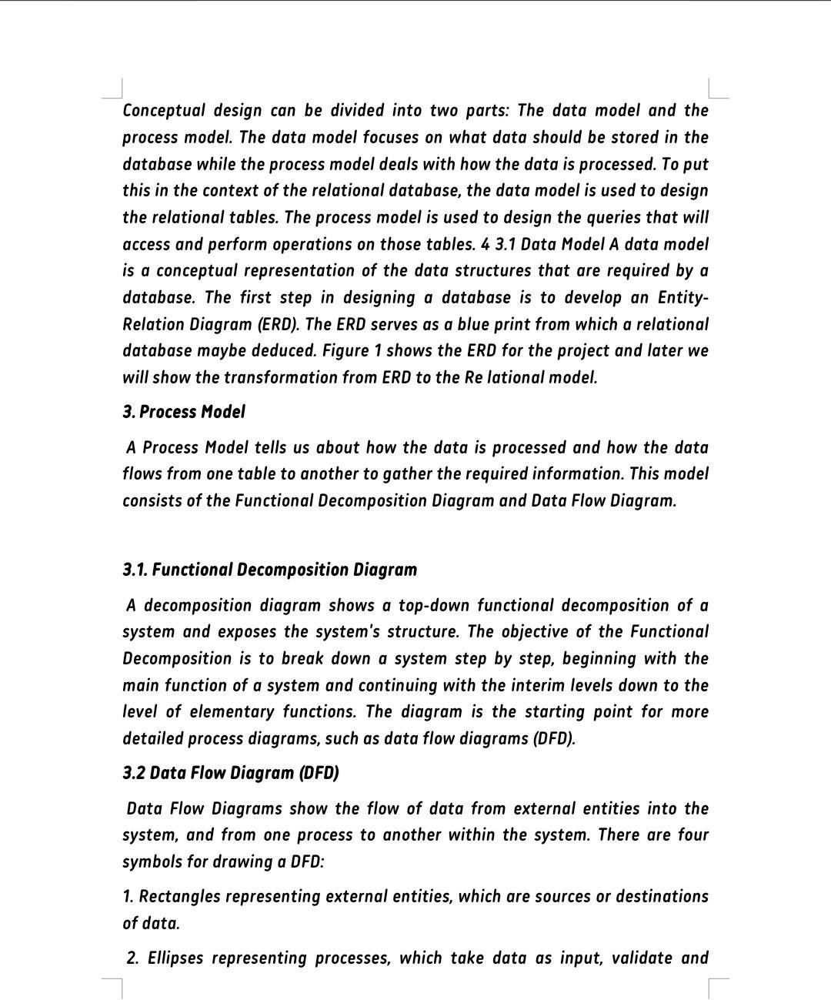 Conceptual design can be divided into two parts: The data model and the
process model. The data model focuses on what data should be stored in the
database while the process model deals with how the data is processed. To put
this in the context of the relational database, the data model is used to design
the relational tables. The process model is used to design the queries that will
access and perform operations on those tables. 4 3.1 Data Model A data model
is a conceptual representation of the data structures that are required by a
database. The first step in designing a database is to develop an Entity-
Relation Diagram (ERD). The ERD serves as a blue print from which a relational
database maybe deduced. Figure 1 shows the ERD for the project and later we
will show the transformation from ERD to the Re lational model.
3. Process Model
A Process Model tells us about how the data is processed and how the data
flows from one table to another to gather the required information. This model
consists of the Functional Decomposition Diagram and Data Flow Diagram.
3.1. Functional Decomposition Diagram
A decomposition diagram shows a top-down functional decomposition of a
system and exposes the system's structure. The objective of the Functional
Decomposition is to break down a system step by step, beginning with the
main function of a system and continuing with the interim levels down to the
level of elementary functions. The diagram is the starting point for more
detailed process diagrams, such as data flow diagrams (DFD).
3.2 Data Flow Diagram (DFD)
Data Flow Diagrams show the flow of data from external entities into the
system, and from one process to another within the system. There are four
symbols for drawing a DFD:
1. Rectangles representing external entities, which are sources or destinations
of data.
2. Ellipses representing processes, which take data as input, validate and